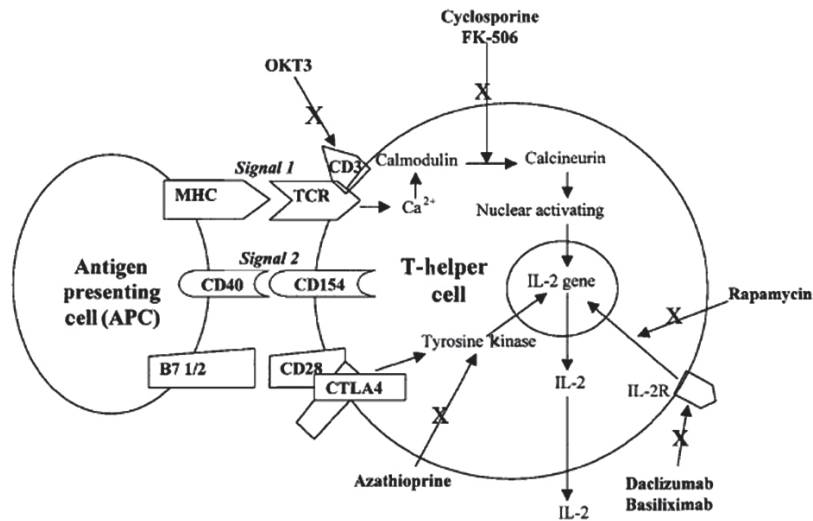 Cyclosporine
FK-506
OKT3
X
X
Signal 1
CD3
Calmodulin
Calcineurin
MHC
TCR
Ca2+
Nuclear activating
Signal 2
Antigen
presenting
cell (APC)
CD40
CD154
T-helper
cell
IL-2 gene
Rapamycin
X
Tyrosine kinase
B7 1/2
CD28
CTLA4
IL-2
IL-2R
X
X
Azathioprine
Daclizumab
Basiliximab
IL-2